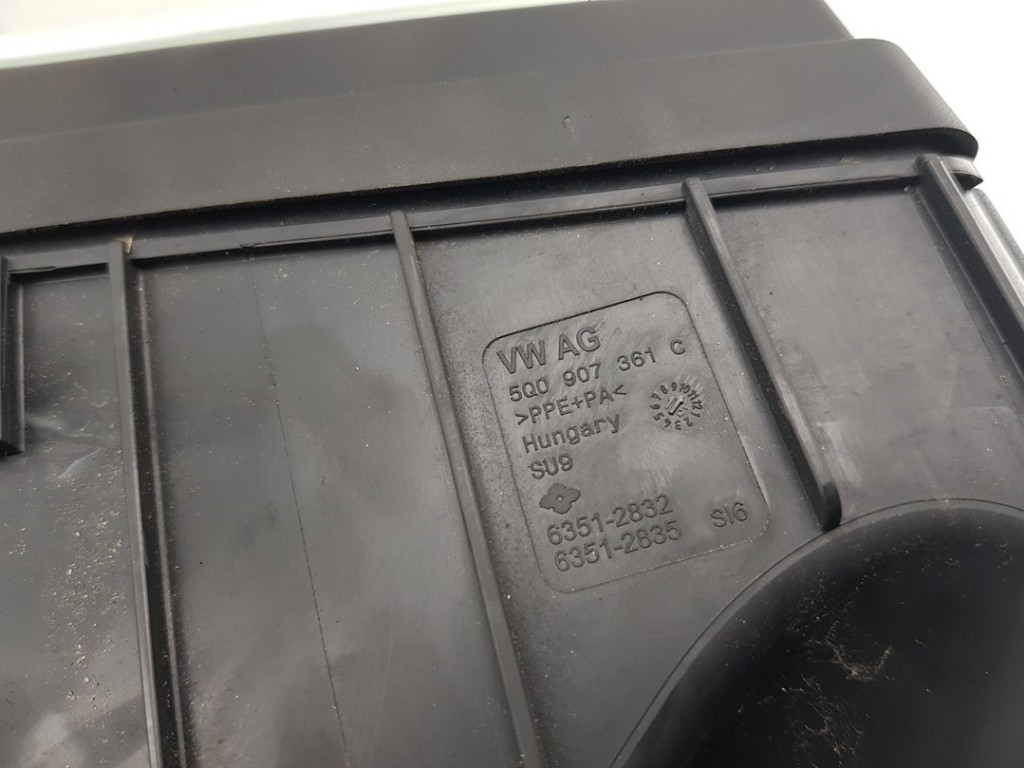 VW AG
5Q0 907 361 C
>PPE+PA<
Hungary
SU9
6351-2832
6351-2835 SI6